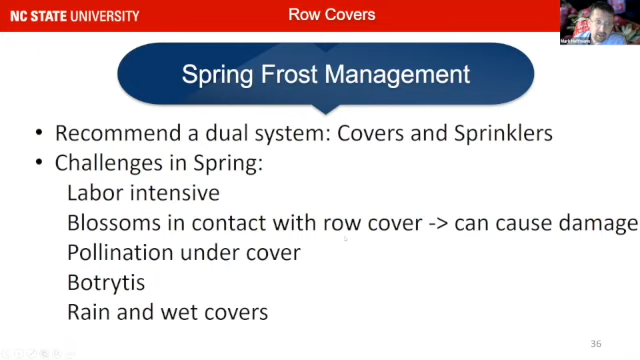 NC STATE UNIVERSITY
Row Covers
Spring Frost Management
• Recommend a dual system: Covers and Sprinklers
• Challenges in Spring:
Labor intensive
Blossoms in contact with row cover -> can cause damage
Pollination under cover
Botrytis
Rain and wet covers
36